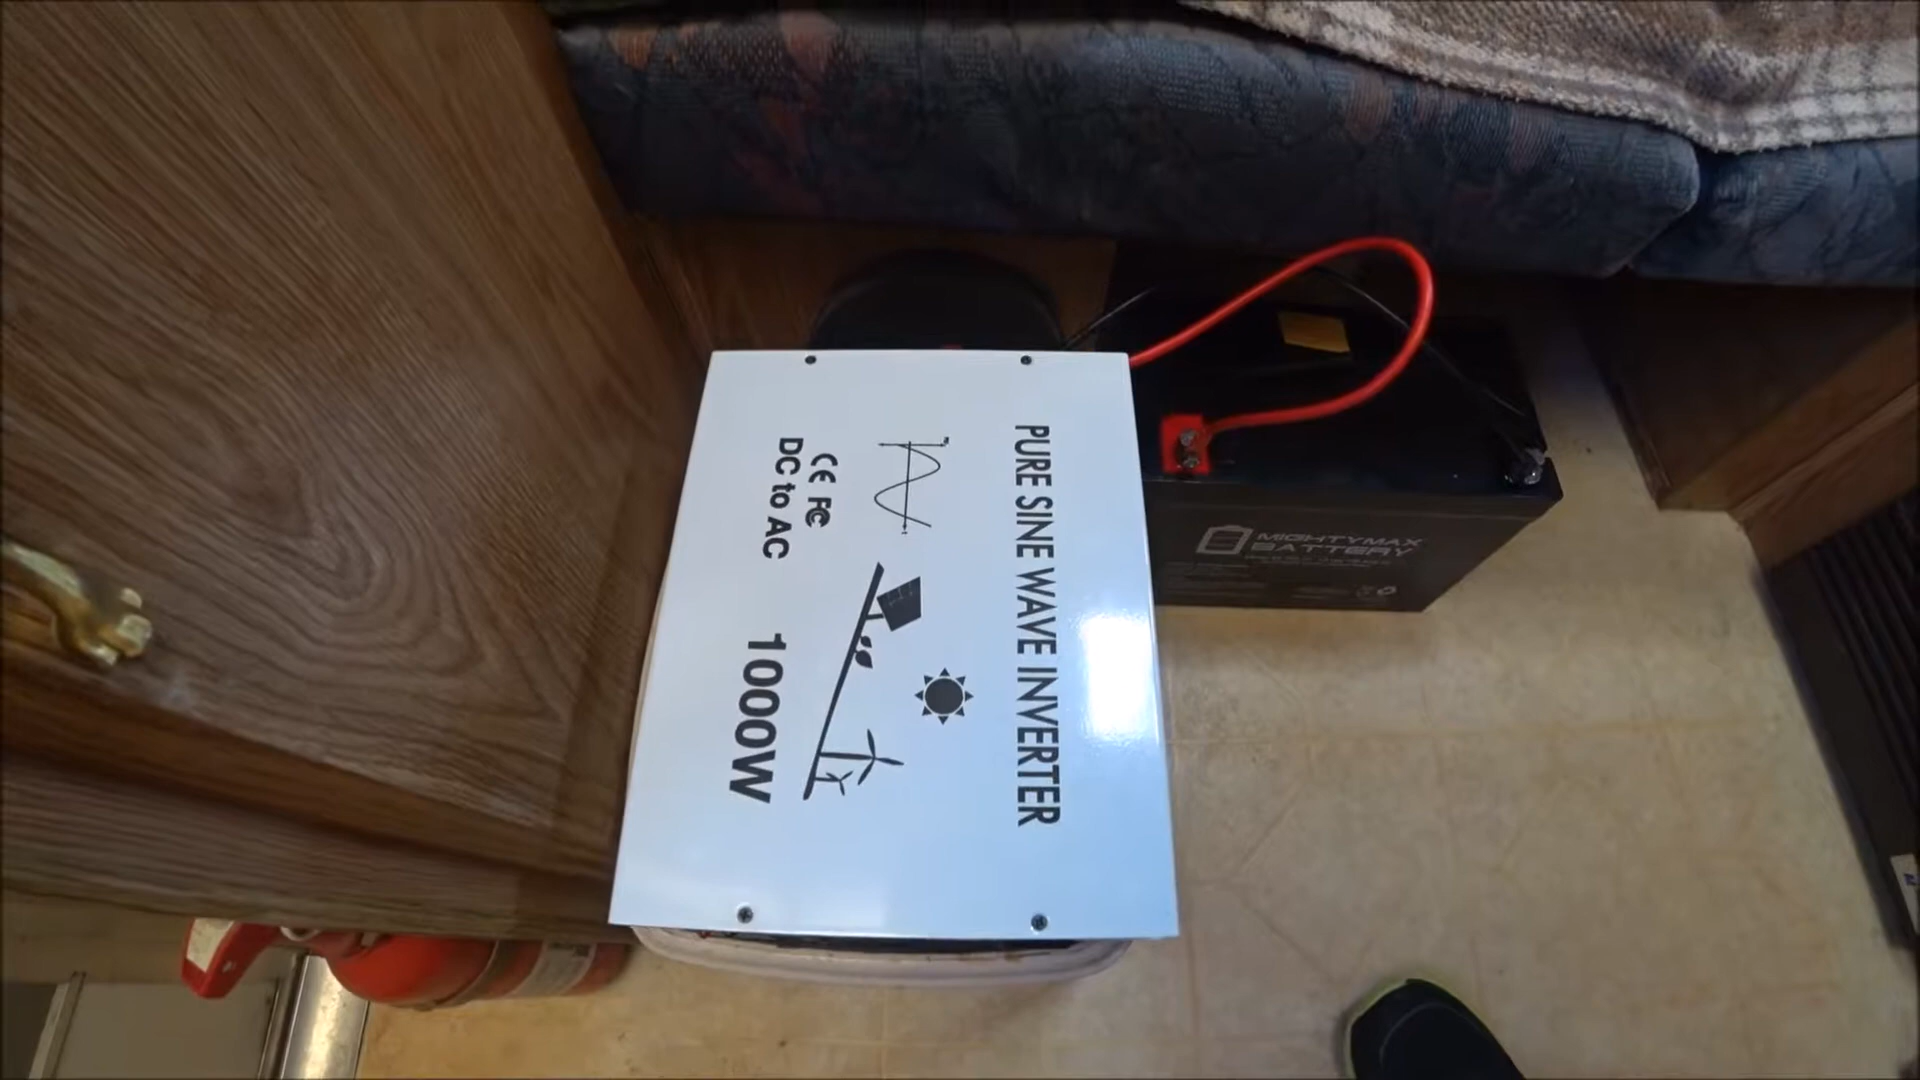 PURE SINE WAVE INVERTER
CE FC
DC to AC
1000W
MIGHTYMAX
BATTERY